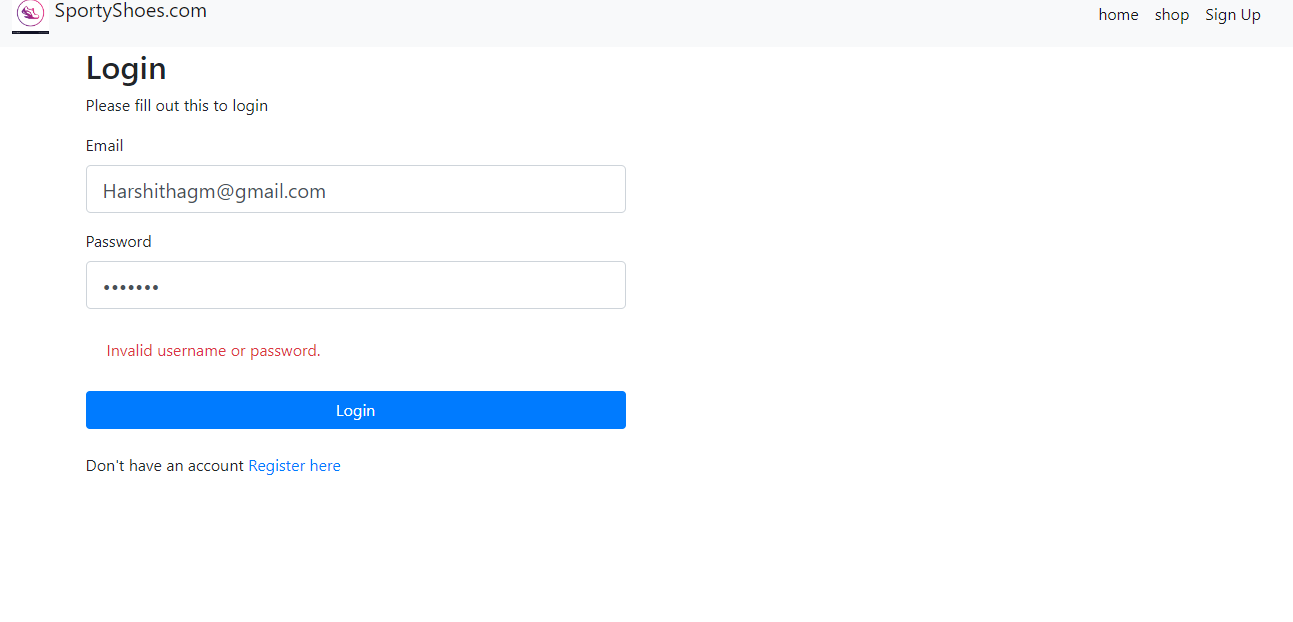 SportyShoes.com
home shop Sign Up
Login
Please fill out this to login
Email
Harshithagm@gmail.com
Password
•••••••
Invalid username or password.
Login
Don't have an account Register here